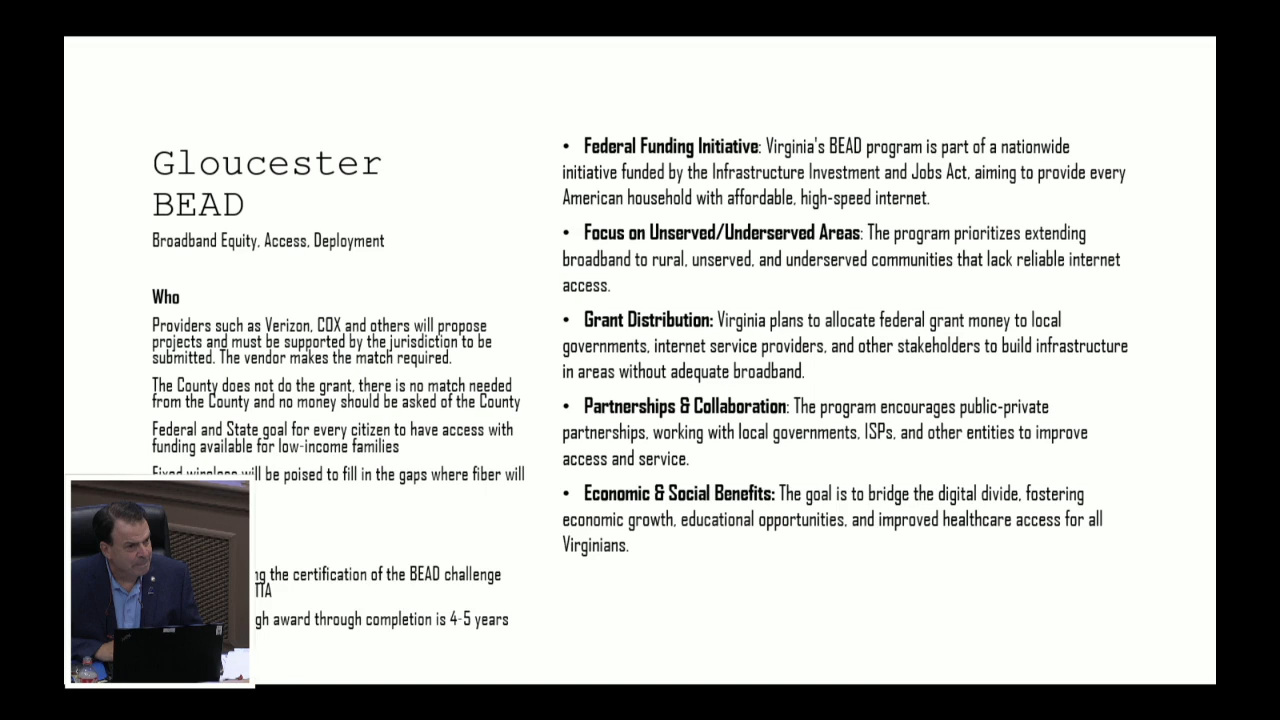 Gloucester
BEAD
Broadband Equity, Access, Deployment
Who
Providers such as Verizon, COX and others will propose
projects and must be supported by the jurisdiction to be
submitted. The vendor makes the match required.
The County does not do the grant, there is no match needed
from the County and no money should be asked of the County
Federal and State goal for every citizen to have access with
funding available for low-income families
Fixed wireless will be poised to fill in the gaps where fiber will
the certification of the BEAD challenge
award through completion is 4-5 years
• Federal Funding Initiative: Virginia's BEAD program is part of a nationwide
initiative funded by the Infrastructure Investment and Jobs Act, aiming to provide every
American household with affordable, high-speed internet.
• Focus on Unserved/Underserved Areas: The program prioritizes extending
broadband to rural, unserved, and underserved communities that lack reliable internet
access.
• Grant Distribution: Virginia plans to allocate federal grant money to local
governments, internet service providers, and other stakeholders to build infrastructure
in areas without adequate broadband.
• Partnerships & Collaboration: The program encourages public-private
partnerships, working with local governments, ISPs, and other entities to improve
access and service.
• Economic & Social Benefits: The goal is to bridge the digital divide, fostering
economic growth, educational opportunities, and improved healthcare access for all
Virginians.